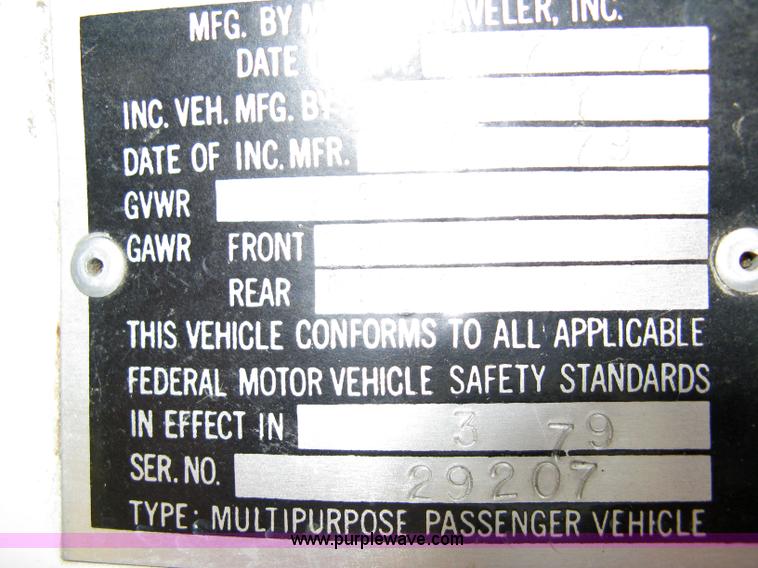 MFG. BY TRAVELER, INC.
DATE
INC. VEH. MFG. BY
DATE OF INC. MFR.
GVWR
GAWR FRONT
REAR
THIS VEHICLE CONFORMS TO ALL APPLICABLE
FEDERAL MOTOR VEHICLE SAFETY STANDARDS
IN EFFECT IN 3 79
SER. NO. 29207
TYPE: MULTIPURPOSE PASSENGER VEHICLE
www.purplewave.com